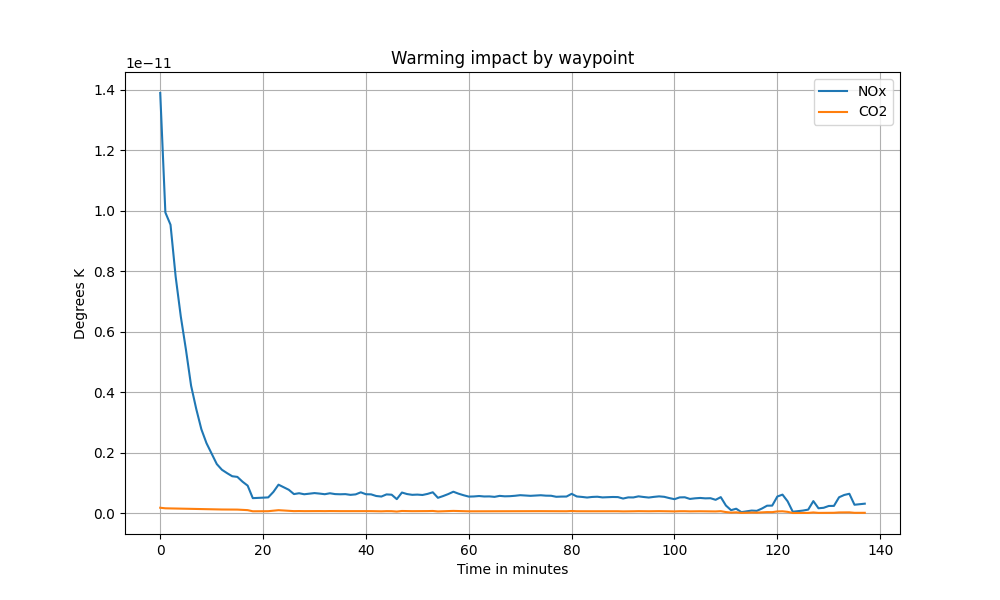 Warming impact by waypoint
1e−11
NOx
CO2
1.4
1.2
1.0
0.8
0.6
0.4
0.2
0.0
Degrees K
0 20 40 60 80 100 120 140
Time in minutes